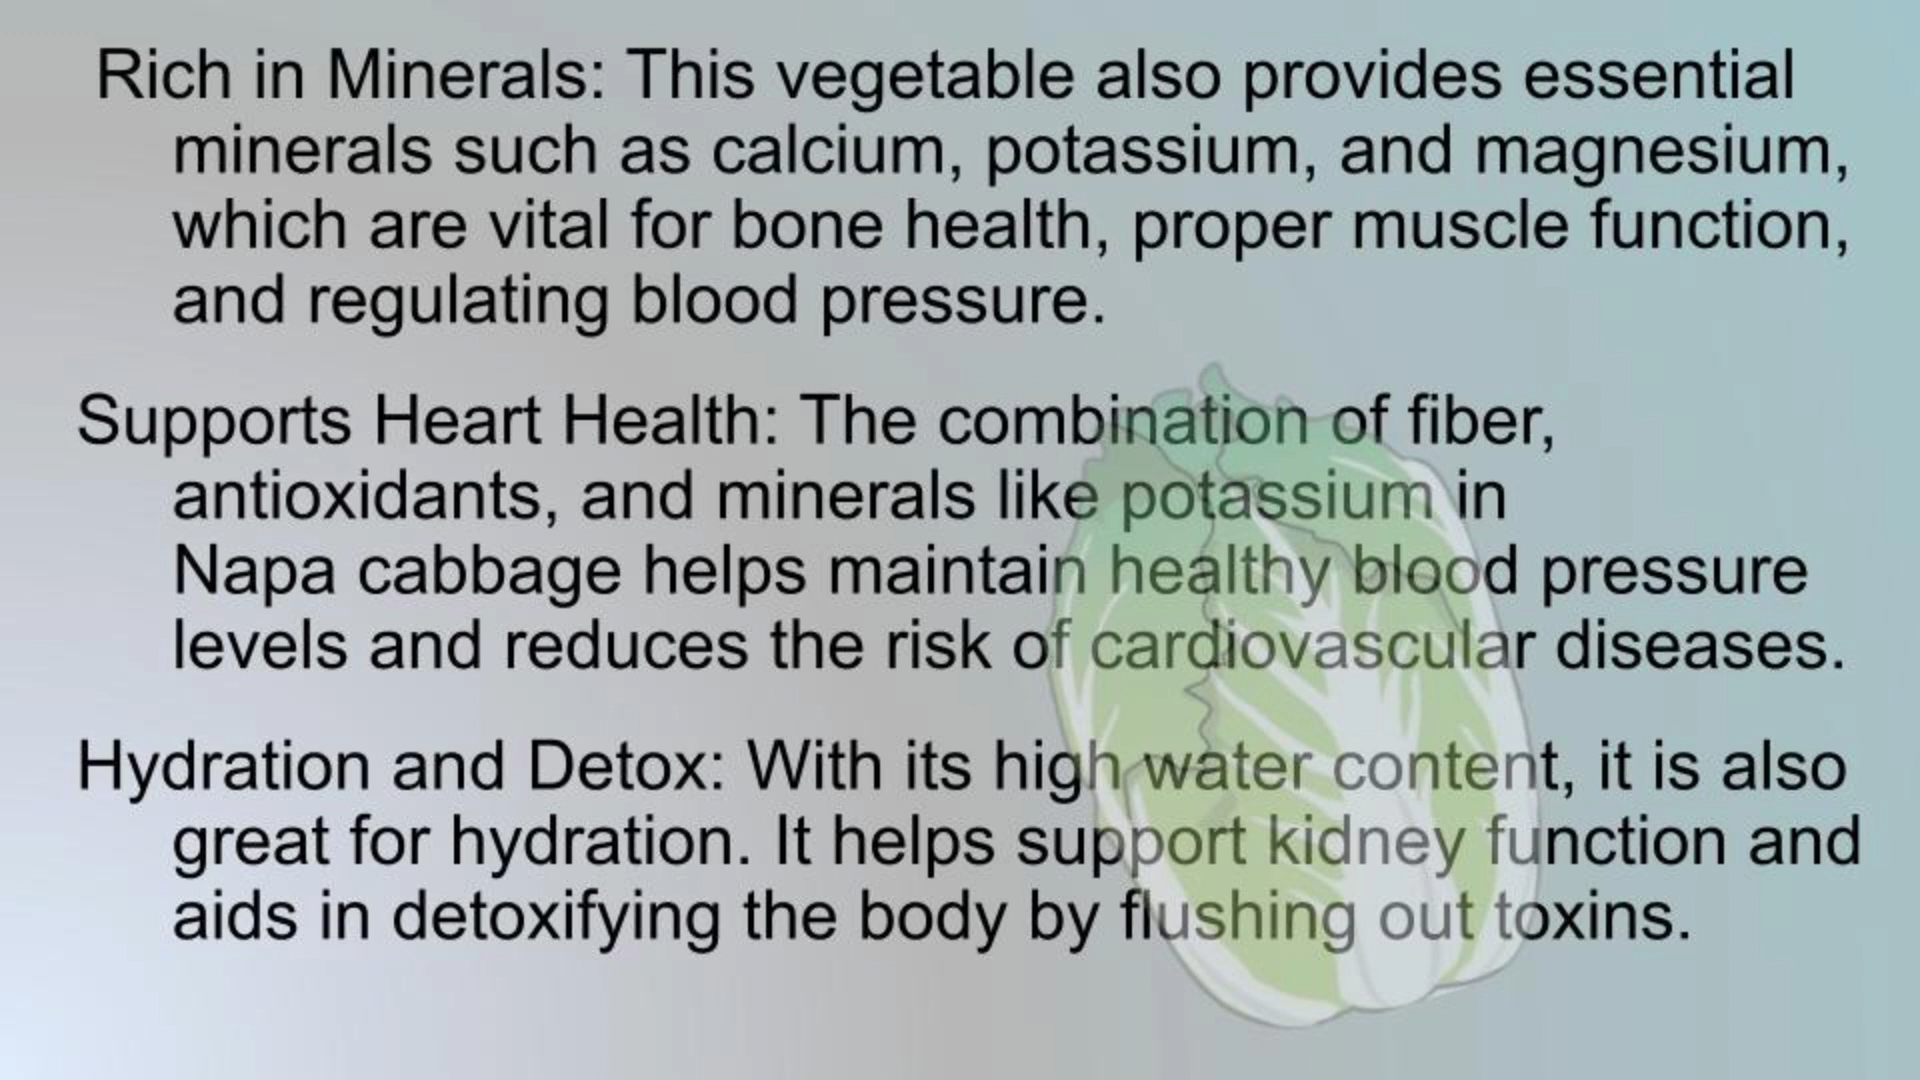 Rich in Minerals: This vegetable also provides essential
minerals such as calcium, potassium, and magnesium,
which are vital for bone health, proper muscle function,
and regulating blood pressure.
Supports Heart Health: The combination of fiber,
antioxidants, and minerals like potassium in
Napa cabbage helps maintain healthy blood pressure
levels and reduces the risk of cardiovascular diseases.
Hydration and Detox: With its high water content, it is also
great for hydration. It helps support kidney function and
aids in detoxifying the body by flushing out toxins.